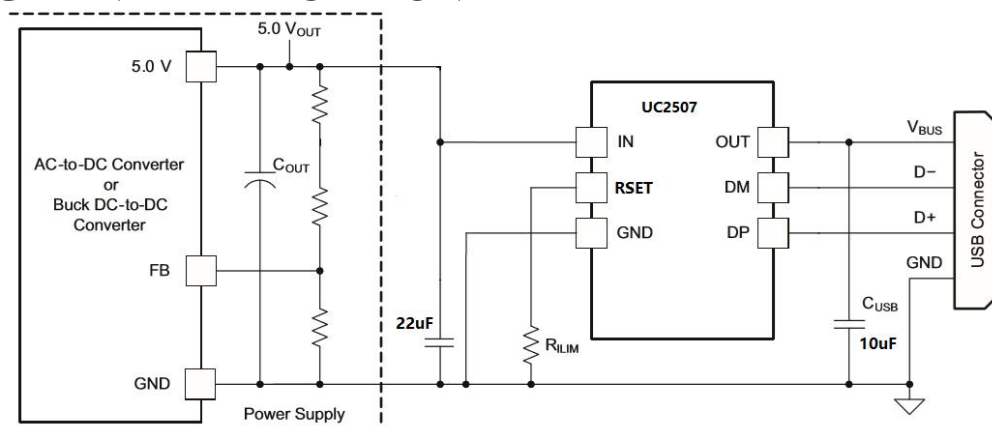 5.0 VOUT
5.0 V
AC-to-DC Converter
or
Buck DC-to-DC
Converter
COUT
FB
GND
Power Supply
22uF
RILIM
UC2507
IN
RSET
GND
OUT
DM
DP
VBUS
D−
D+
GND
CUSB
10uF
USB Connector